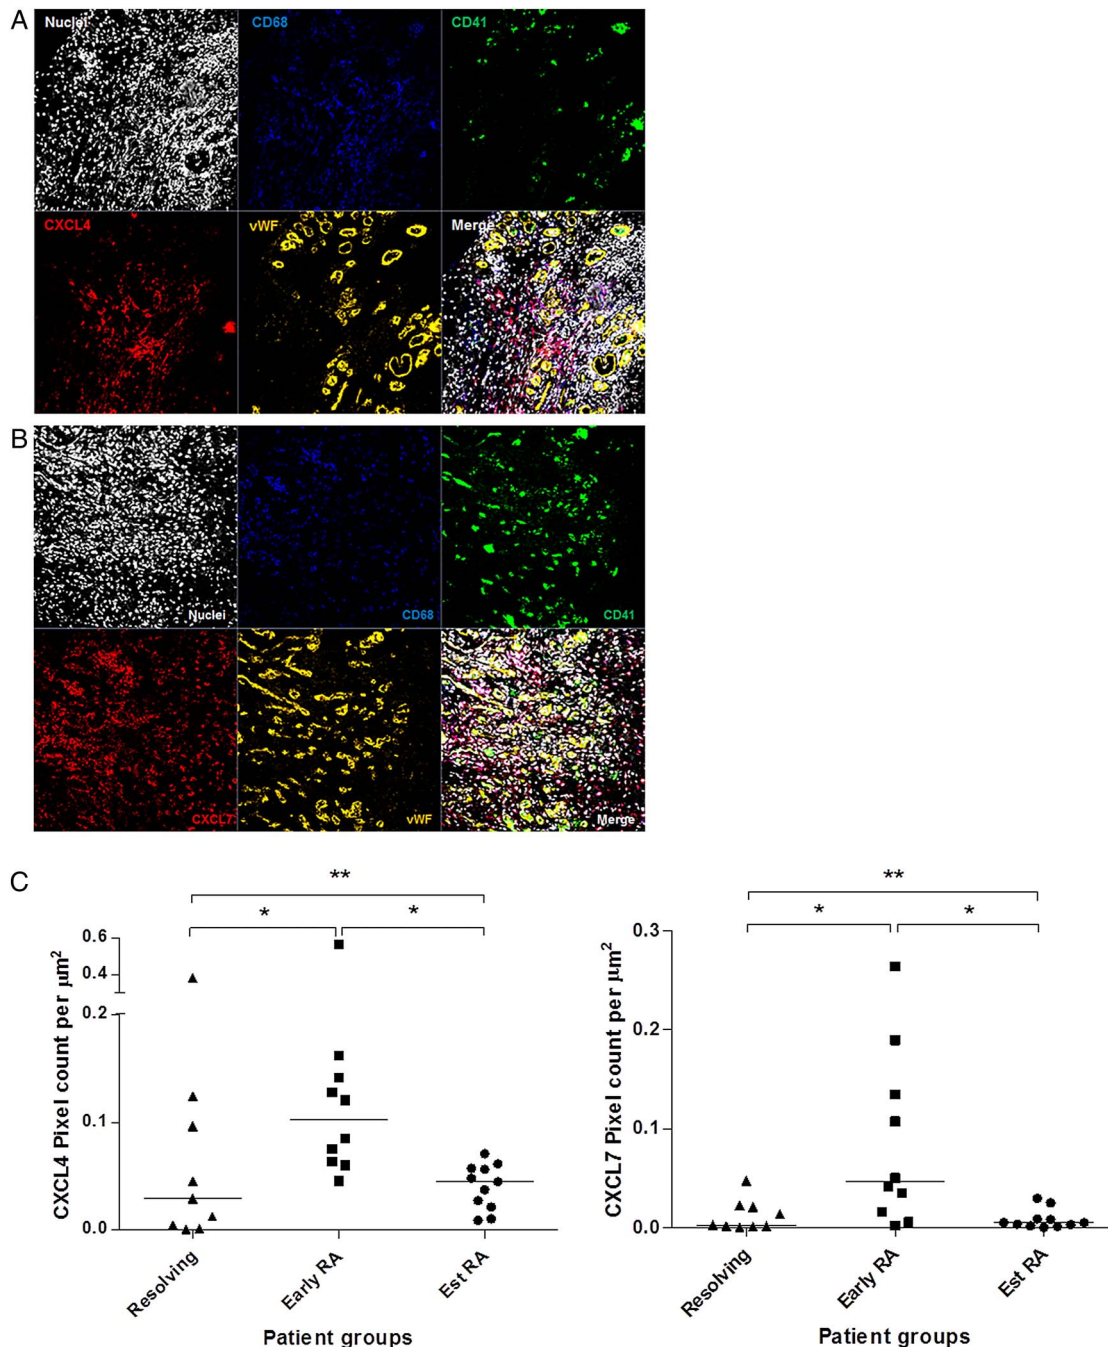 A
Nuclei
CD68
CD41
CXCL4
vWF
Merge
B
Nuclei
CD68
CD41
CXCL7
vWF
Merge
C
**
*
*
CXCL4 Pixel count per μm2
0.6
0.4
0.2
0.1
0.0
Resolving
Early RA
Est RA
Patient groups
**
*
*
CXCL7 Pixel count per μm2
0.3
0.2
0.1
0.0
Resolving
Early RA
Est RA
Patient groups